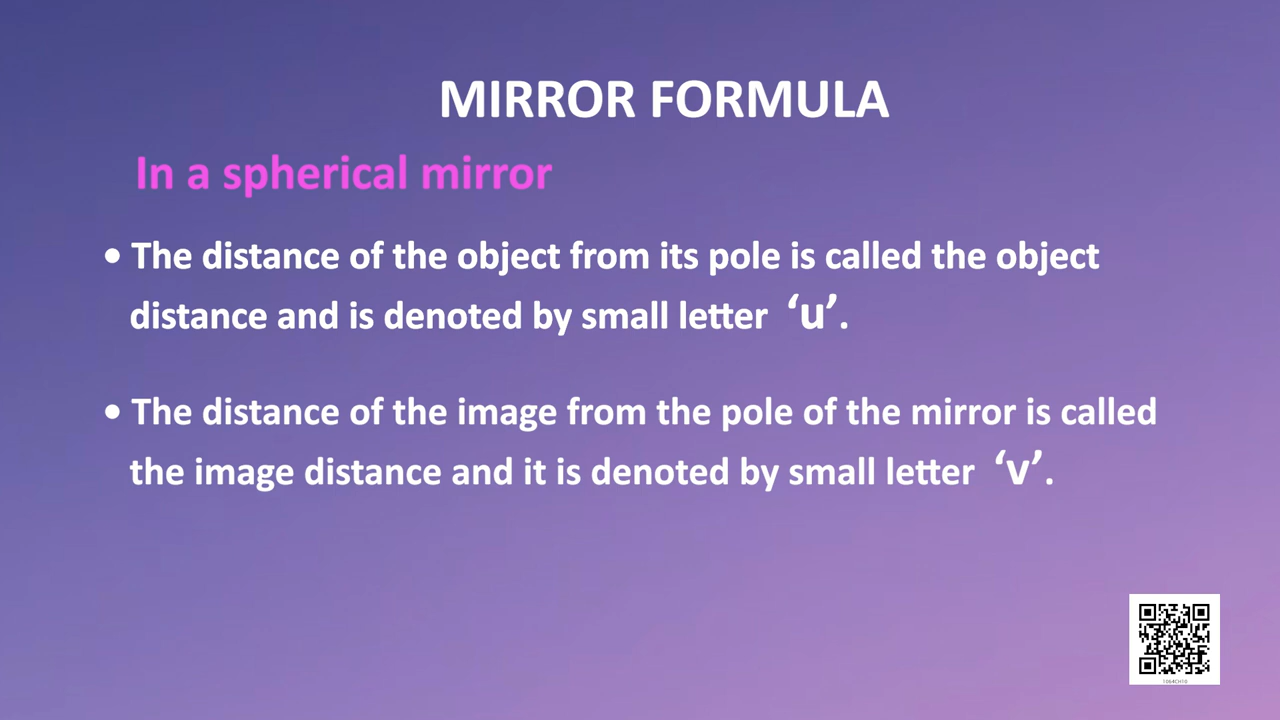 MIRROR FORMULA
In a spherical mirror
• The distance of the object from its pole is called the object
distance and is denoted by small letter ‘u’.
• The distance of the image from the pole of the mirror is called
the image distance and it is denoted by small letter ‘v’.
1064CH10